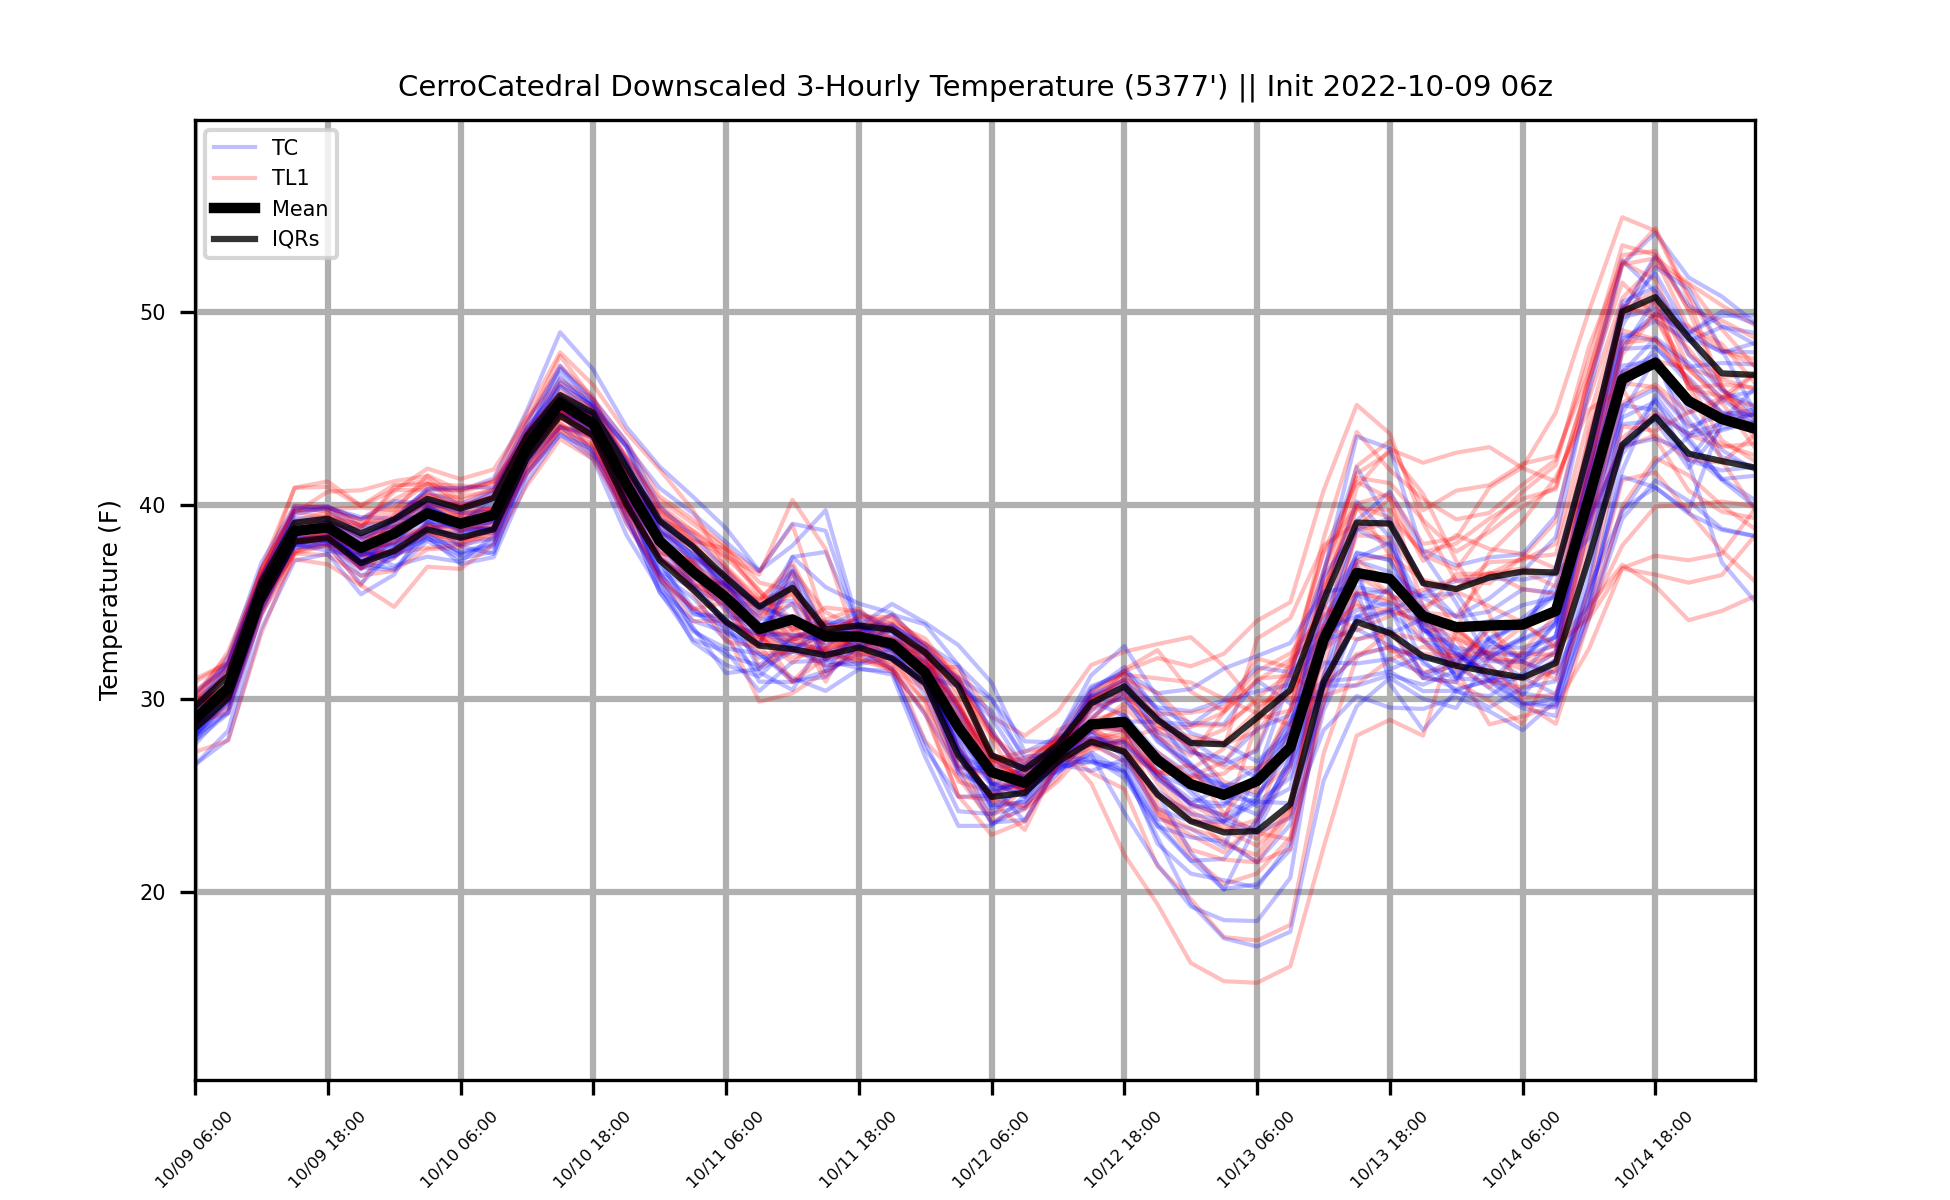 CerroCatedral Downscaled 3-Hourly Temperature (5377') || Init 2022-10-09 06z
TC
TL1
Mean
IQRs
Temperature (F)
50
40
30
20
10/09 06:00
10/09 18:00
10/10 06:00
10/10 18:00
10/11 06:00
10/11 18:00
10/12 06:00
10/12 18:00
10/13 06:00
10/13 18:00
10/14 06:00
10/14 18:00